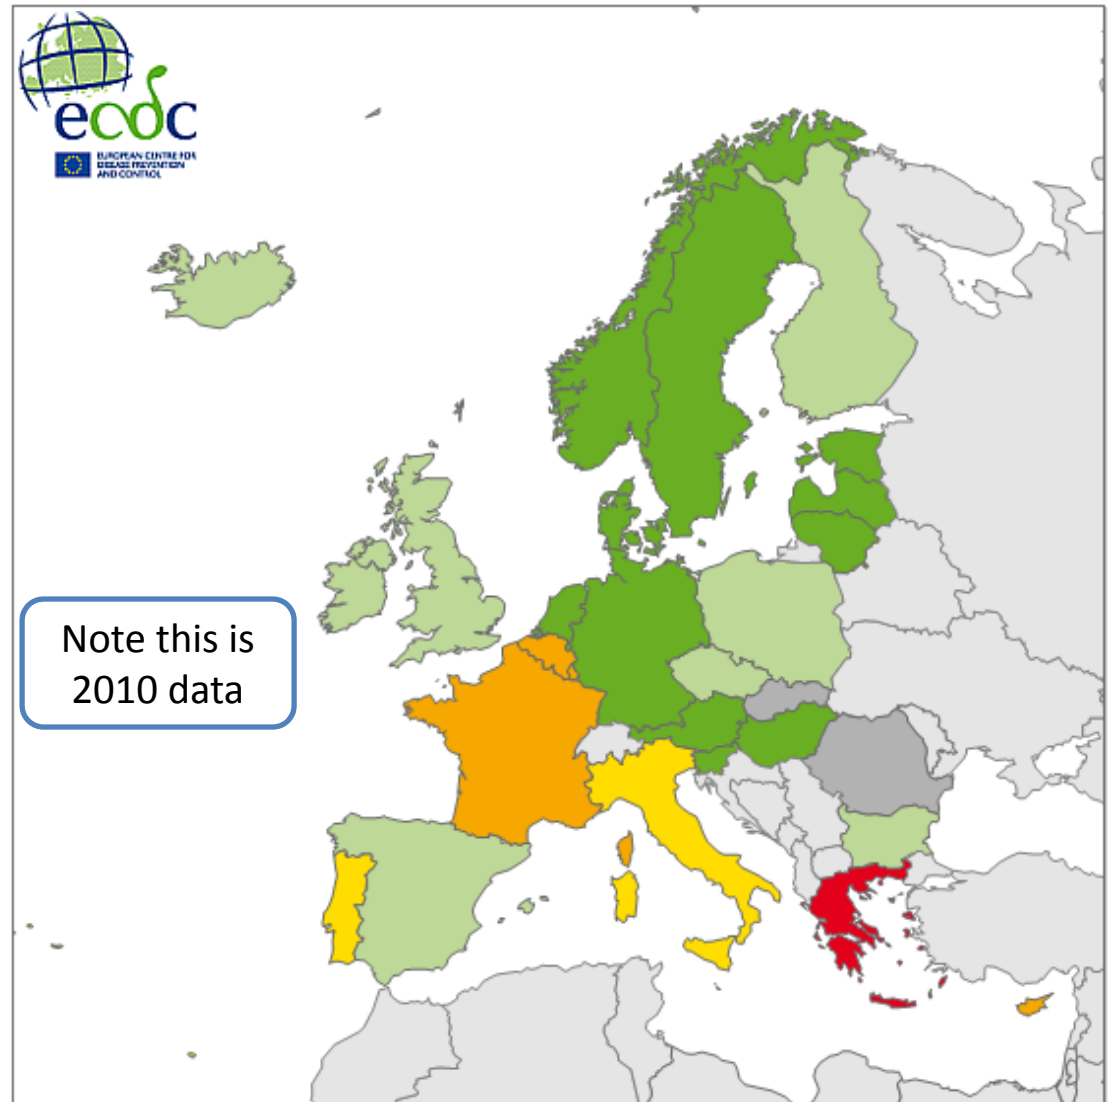 ecdc
EUROPEAN CENTRE FOR
DISEASE PREVENTION
AND CONTROL
Note this is
2010 data